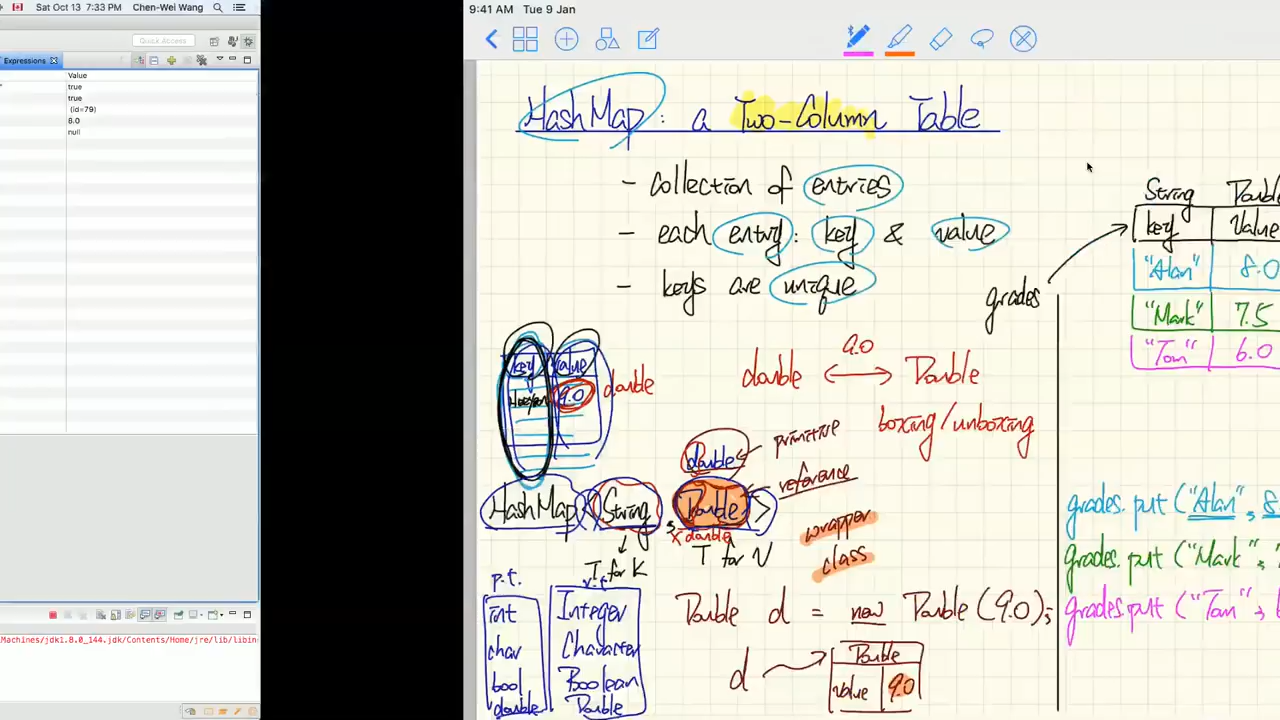 Sat Oct 13 7:33 PM Chen-Wei Wang
Quick Access
Expressions
Value
true
true
(id=79)
8.0
null
Machines/jdk1.8.0_144.jdk/Contents/Home/jre/lib/libin
9:41 AM Tue 9 Jan
HashMap: a Two-Column Table
- collection of entries
- each entry: key & value
- keys are unique
grades
String Double
key Value
"Alan" 8.0
"Mark" 7.5
"Tom" 6.0
key value
9.0 double
9.0
double ⟷ Double
boxing/unboxing
double primitive
reference
HashMap<String, Double>
x double
T for K T for V
wrapper
class
p.t. r.t
int Integer
char Character
bool Boolean
double Double
Double d = new Double(9.0);
d
Double
value 9.0
grades.put ("Alan", 8
grades.put ("Mark",
grades.put ("Tom",